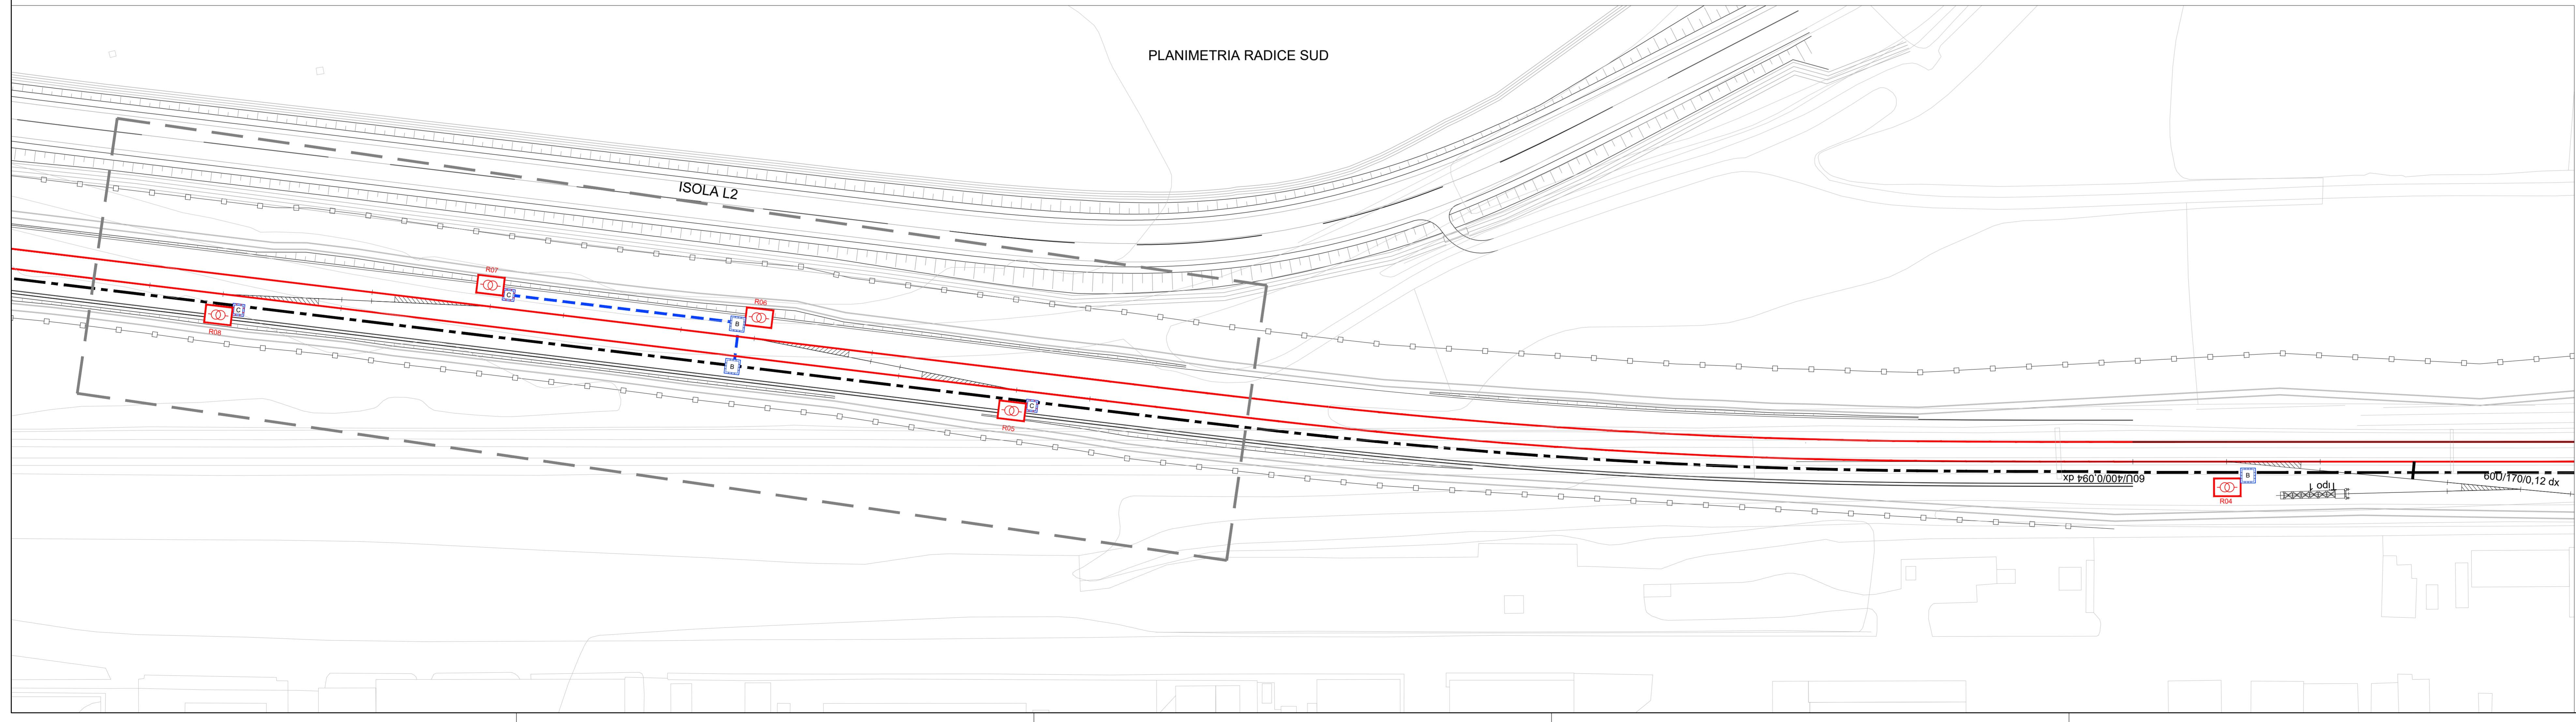 PLANIMETRIA RADICE SUD
ISOLA L2
R07
C
R06
B
C
R08
B
C
R05
60U/400/0,094 dx
B
R04
Tipo 1
60U/170/0,12 dx